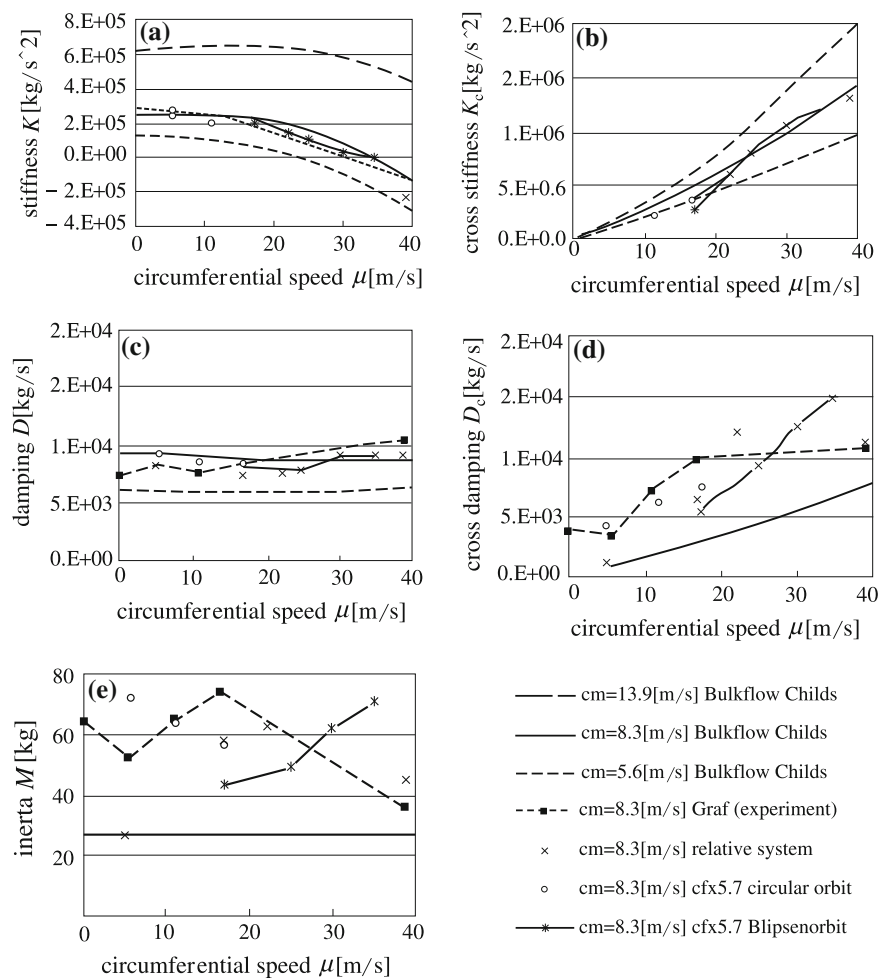 (a)
8.E+05
6.E+05
4.E+05
2.E+05
0.E+00
− 2.E+05
− 4.E+05
stiffness K[kg/s^2]
0 10 20 30 40
circumferential speed μ[m/s]
(b)
2.E+06
2.E+06
1.E+06
5.E+06
0.E+0.0
cross stiffness Kc[kg/s^2]
0 10 20 30 40
circumferential speed μ[m/s]
(c)
2.E+04
2.E+04
1.E+04
5.E+03
0.E+00
damping D[kg/s]
0 10 20 30 40
circumferential speed μ[m/s]
(d)
2.E+04
2.E+04
1.E+04
5.E+03
0.E+00
cross damping Dc[kg/s]
0 10 20 30 40
circumferential speed μ[m/s]
(e)
80
60
40
20
0
inerta M[kg]
0 10 20 30 40
circumferential speed μ[m/s]
cm=13.9[m/s] Bulkflow Childs
cm=8.3[m/s] Bulkflow Childs
cm=5.6[m/s] Bulkflow Childs
cm=8.3[m/s] Graf (experiment)
cm=8.3[m/s] relative system
cm=8.3[m/s] cfx5.7 circular orbit
cm=8.3[m/s] cfx5.7 Blipsenorbit